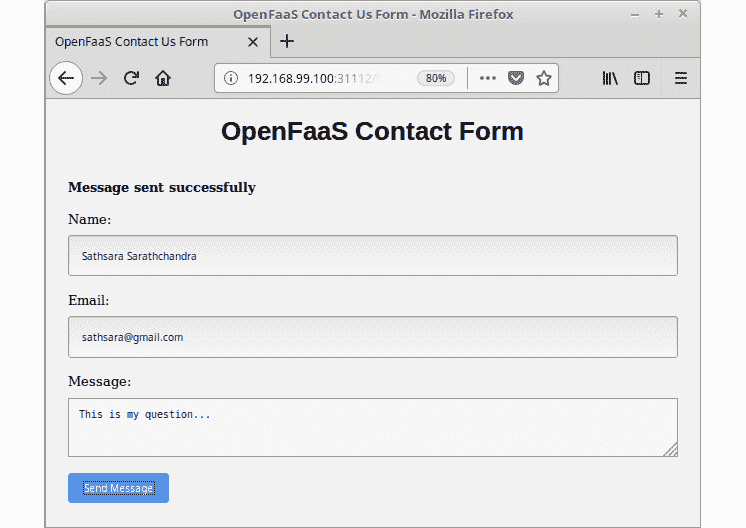 OpenFaaS Contact Us Form - Mozilla Firefox
OpenFaaS Contact Us Form
192.168.99.100:31112/
80%
OpenFaaS Contact Form
Message sent successfully
Name:
Sathsara Sarathchandra
Email:
sathsara@gmail.com
Message:
This is my question...
Send Message